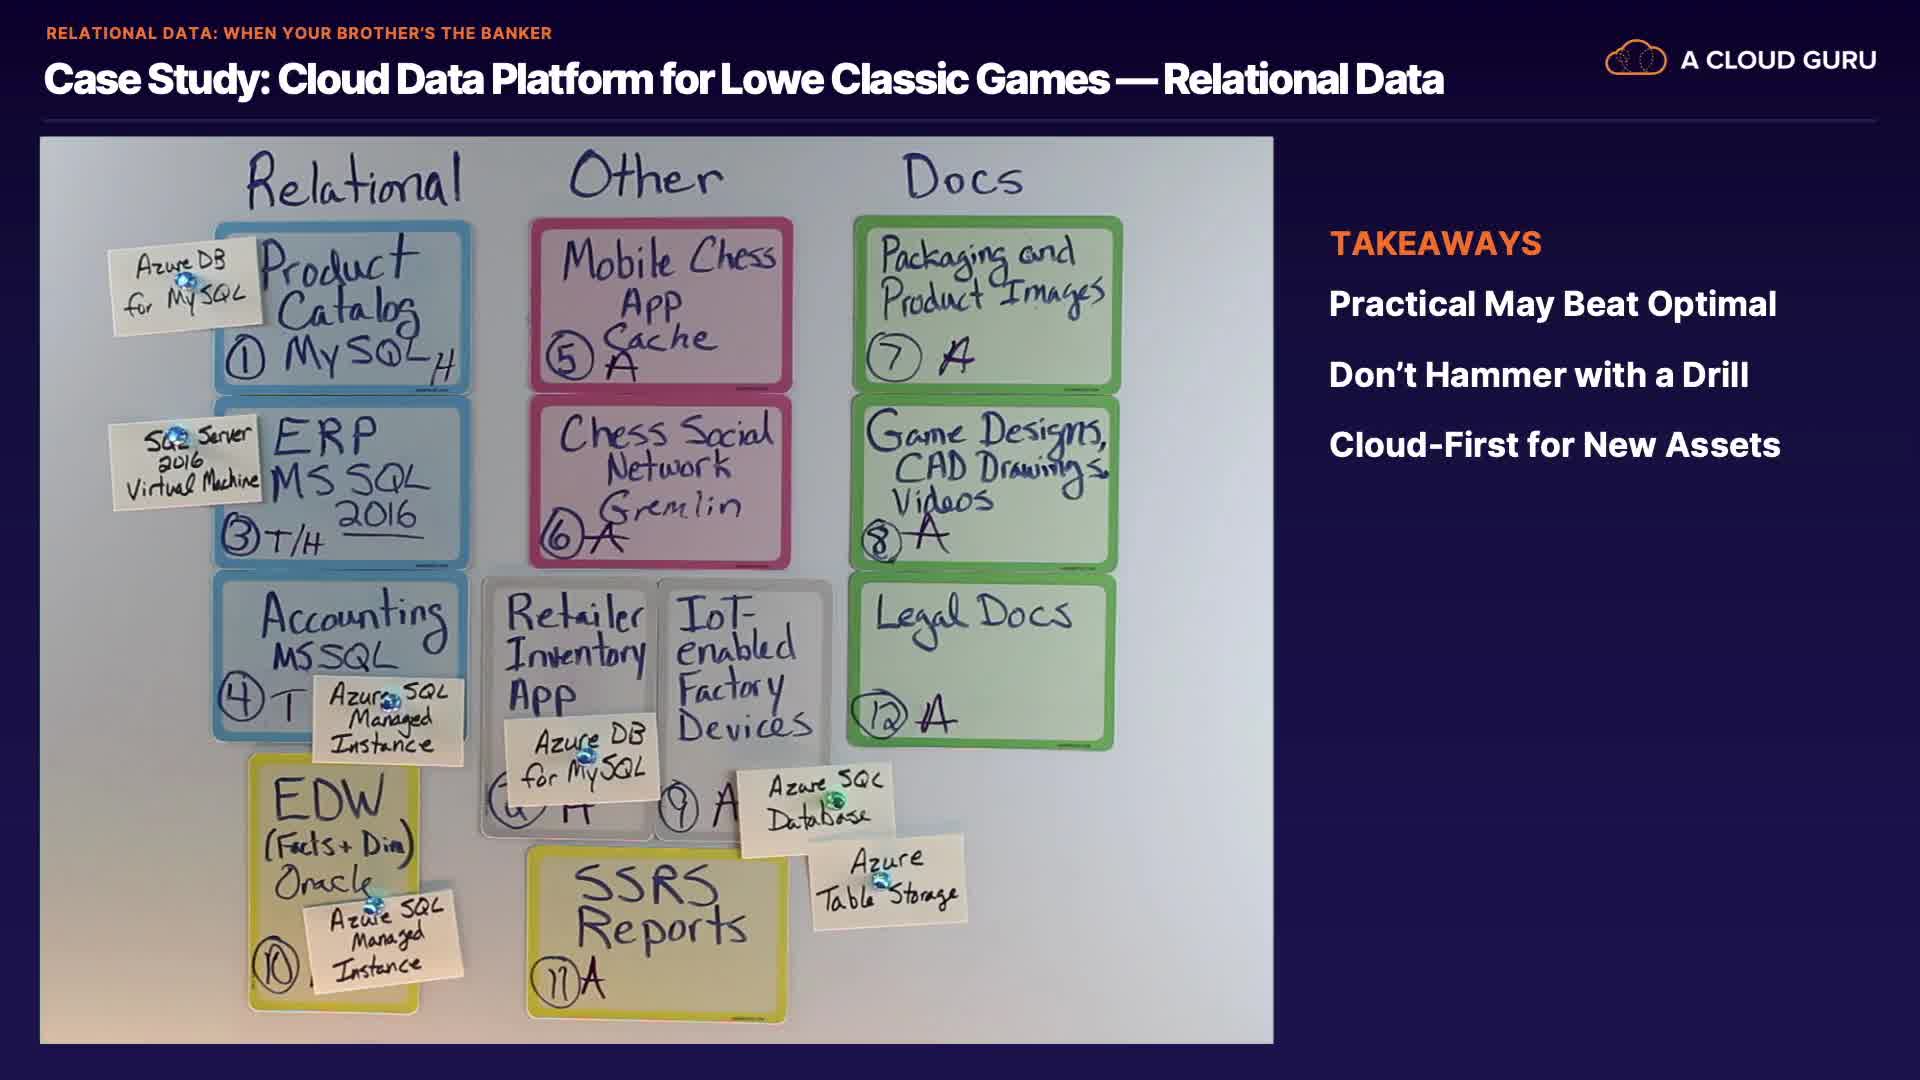 RELATIONAL DATA: WHEN YOUR BROTHER'S THE BANKER
Case Study: Cloud Data Platform for Lowe Classic Games — Relational Data
A CLOUD GURU
Relational
Azure DB
for MySQL
Product
Catalog
① MySQL H
SQL Server
2016
Virtual Machine
ERP
MS SQL
2016
③ T/H
Accounting
MSSQL
④ T
Azure SQL
Managed
Instance
EDW
(Facts + Dim)
Oracle
⑩
Azure SQL
Managed
Instance
Other
Mobile Chess
App
Cache
⑤ A
Chess Social
Network
Gremlin
⑥ A
Retailer
Inventory
App
Azure DB
for MySQL
IoT-
enabled
Factory
Devices
⑨ A
Azure SQL
Database
Azure
Table Storage
SSRS
Reports
⑪ A
Docs
Packaging and
Product Images
⑦ A
Game Designs,
CAD Drawings,
Videos
⑧ A
Legal Docs
⑫ A
TAKEAWAYS
Practical May Beat Optimal
Don't Hammer with a Drill
Cloud-First for New Assets